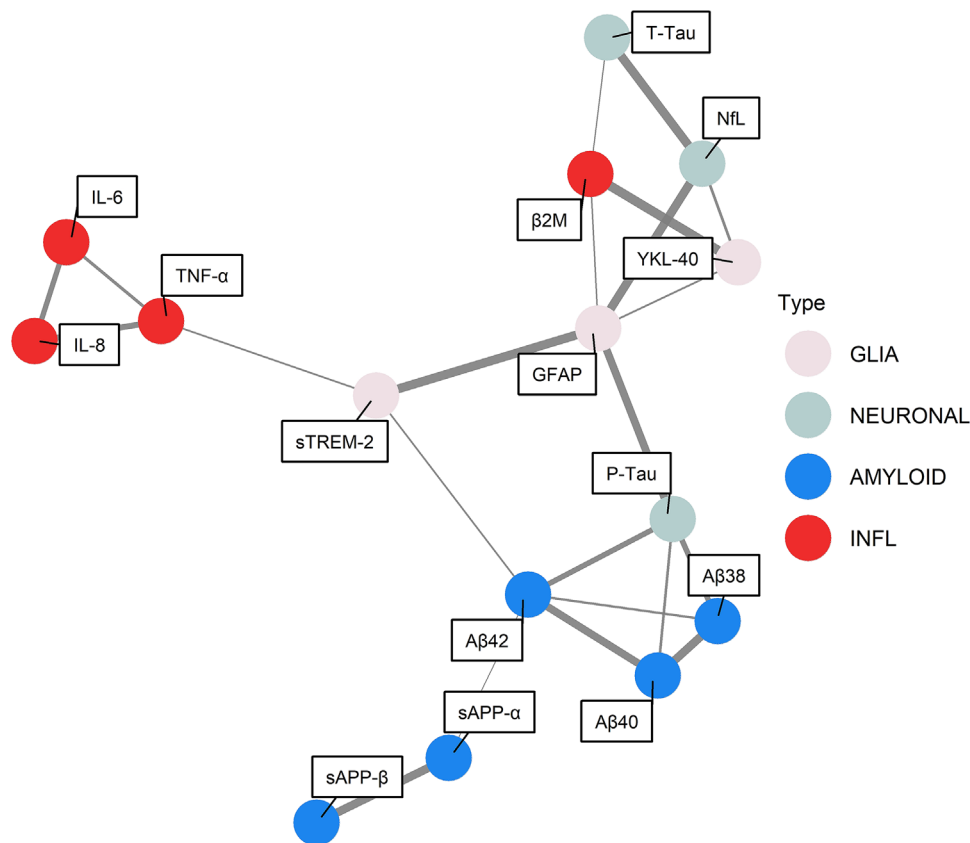 T-Tau
NfL
IL-6
β2M
YKL-40
TNF-α
Type
IL-8
GLIA
GFAP
NEURONAL
sTREM-2
P-Tau
AMYLOID
INFL
Aβ38
Aβ42
sAPP-α
Aβ40
sAPP-β